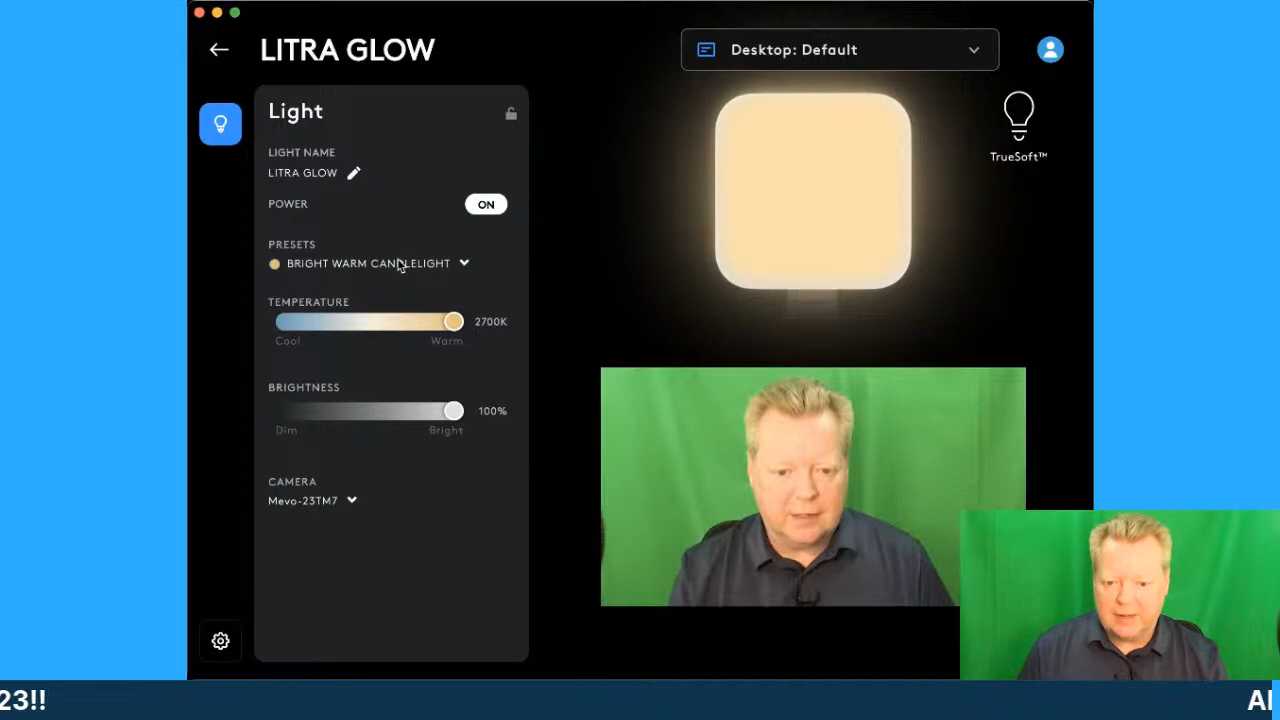 LITRA GLOW
Desktop: Default
Light
TrueSoft™
LIGHT NAME
LITRA GLOW
POWER
ON
PRESETS
BRIGHT WARM CANDLELIGHT
TEMPERATURE
2700K
Cool
Warm
BRIGHTNESS
100%
Dim
Bright
CAMERA
Mevo-23TM7
23!!